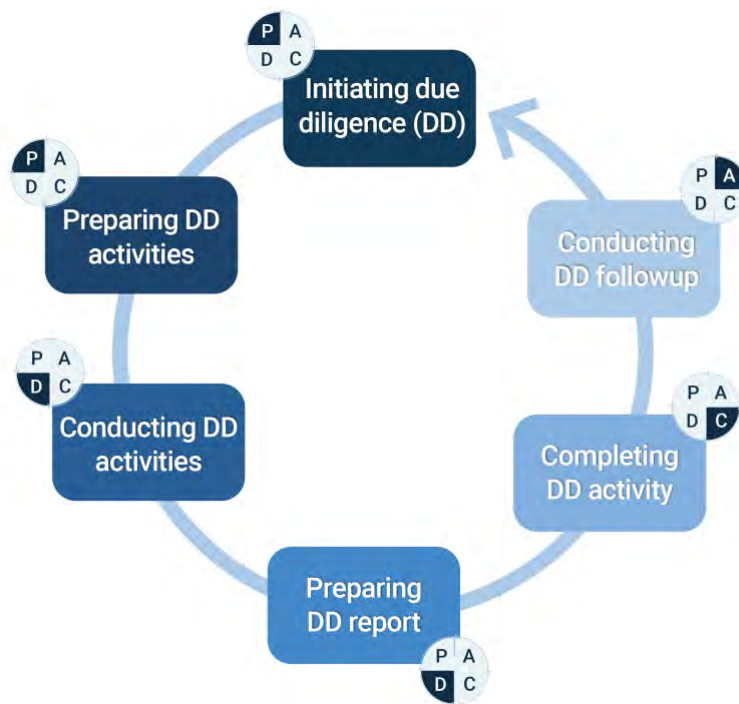 P A
D C
Initiating due
diligence (DD)
P A
D C
Preparing DD
activities
P A
D C
Conducting DD
activities
P A
D C
Preparing
DD report
P A
D C
Completing
DD activity
P A
D C
Conducting
DD followup